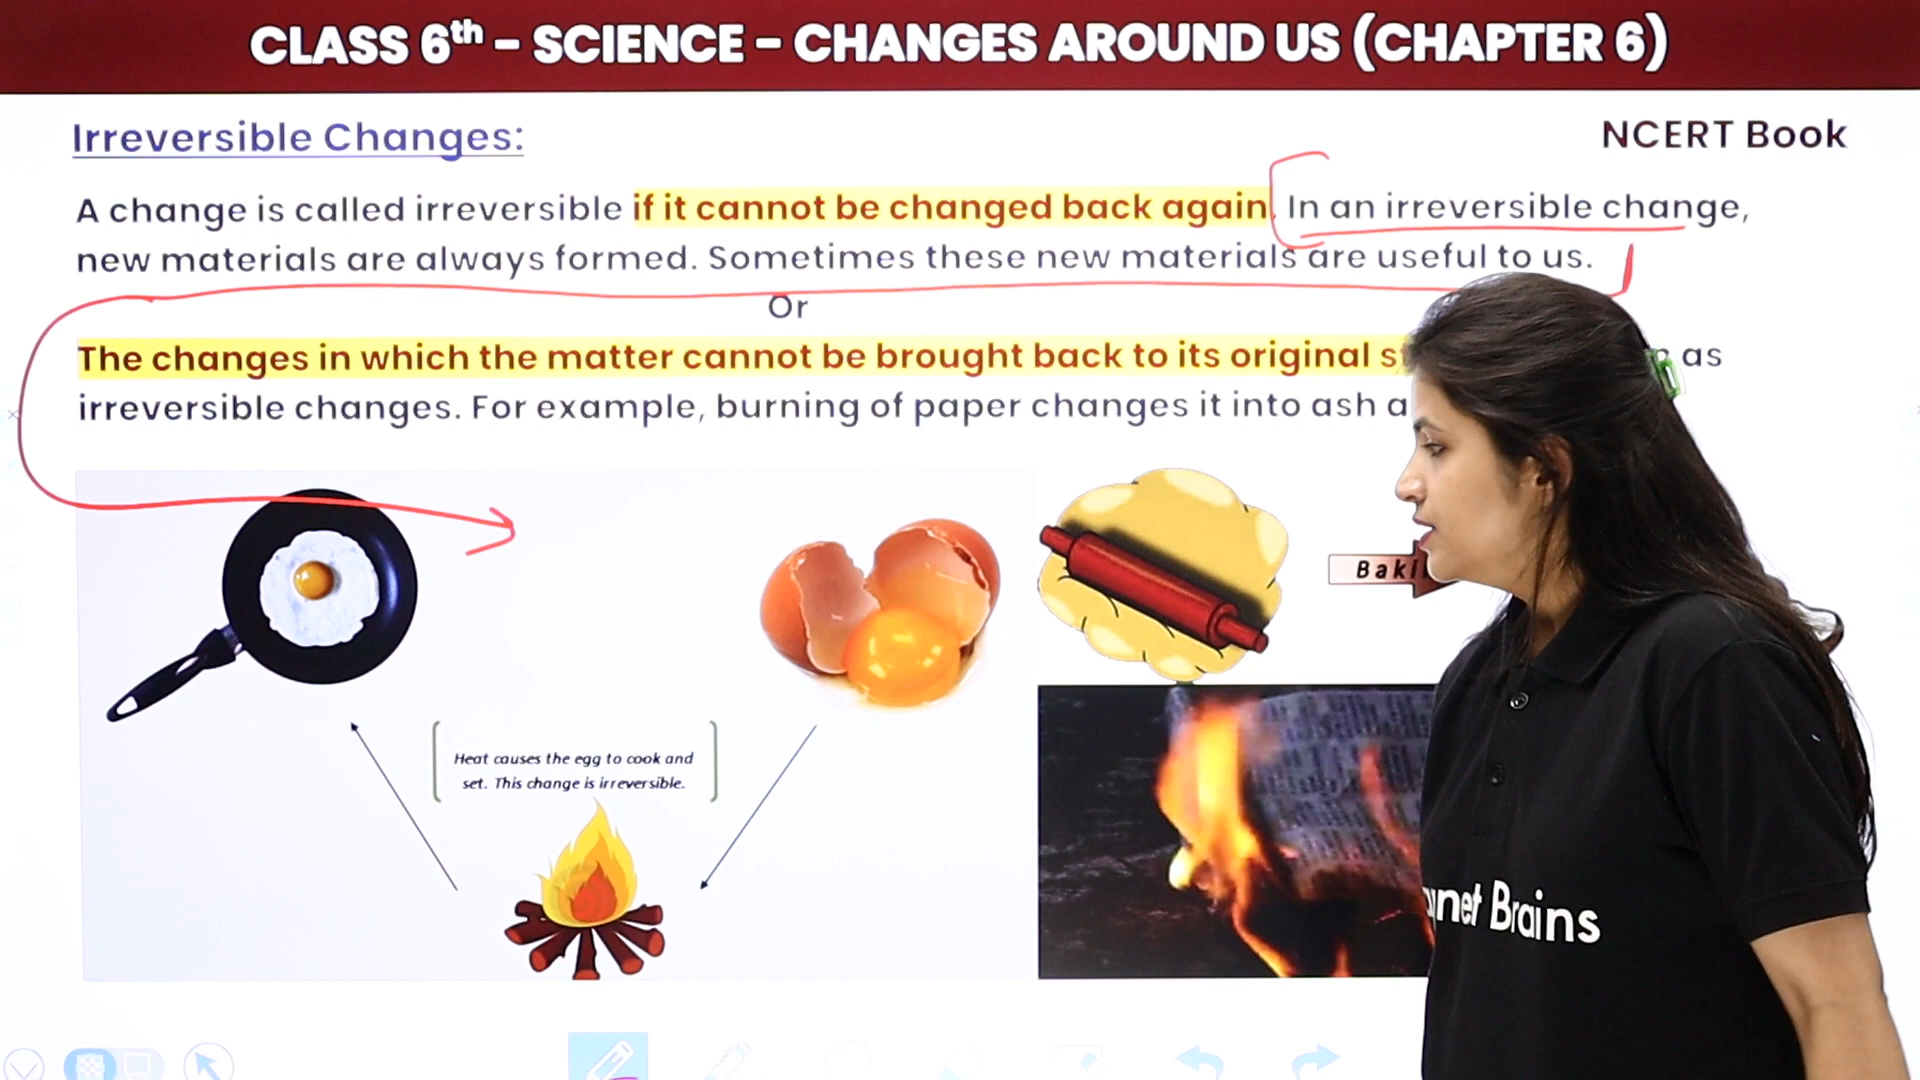 CLASS 6th – SCIENCE – CHANGES AROUND US (CHAPTER 6)
Irreversible Changes:
NCERT Book
A change is called irreversible if it cannot be changed back again. In an irreversible change,
new materials are always formed. Sometimes these new materials are useful to us.
Or
The changes in which the matter cannot be brought back to its original as
irreversible changes. For example, burning of paper changes it into ash
Heat causes the egg to cook and
set. This change is irreversible.
Brains